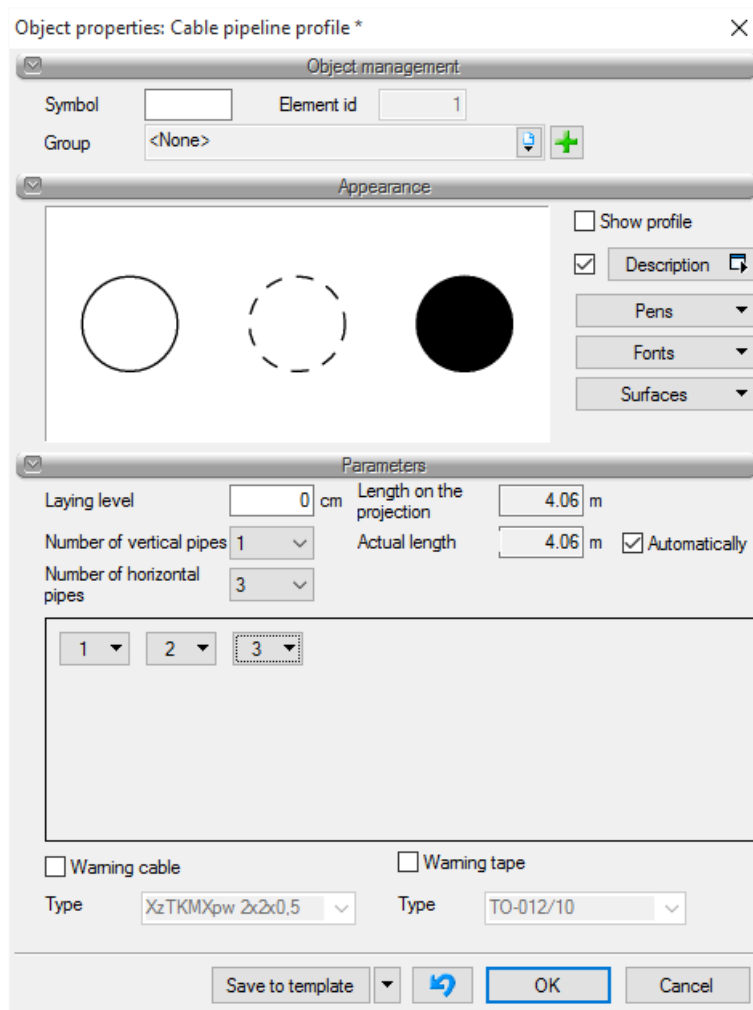 Object properties: Cable pipeline profile *
Object management
Symbol Element id 1
Group <None>
Appearance
Show profile
Description
Pens
Fonts
Surfaces
Parameters
Laying level 0 cm Length on the projection 4.06 m
Number of vertical pipes 1 Actual length 4.06 m Automatically
Number of horizontal pipes 3
1 2 3
Warning cable Warning tape
Type XzTKMXpw 2x2x0,5 Type TO-012/10
Save to template OK Cancel